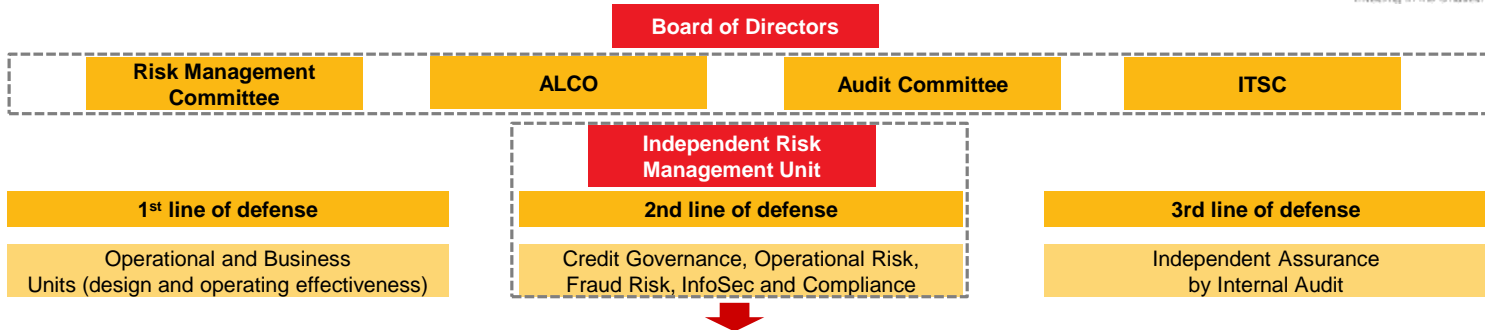 Board of Directors
Risk Management
Committee
ALCO
Audit Committee
ITSC
Independent Risk
Management Unit
1st line of defense
2nd line of defense
3rd line of defense
Operational and Business
Units (design and operating effectiveness)
Credit Governance, Operational Risk,
Fraud Risk, InfoSec and Compliance
Independent Assurance
by Internal Audit